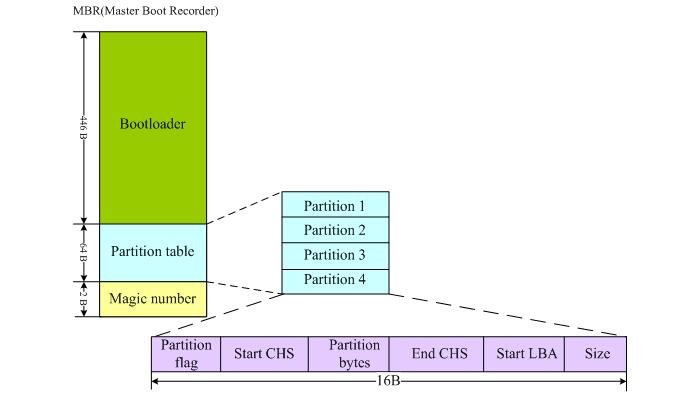 MBR(Master Boot Recorder)
446 B
Bootloader
64 B
Partition table
2 B
Magic number
Partition 1
Partition 2
Partition 3
Partition 4
Partition
flag
Start CHS
Partition
bytes
End CHS
Start LBA
Size
16B